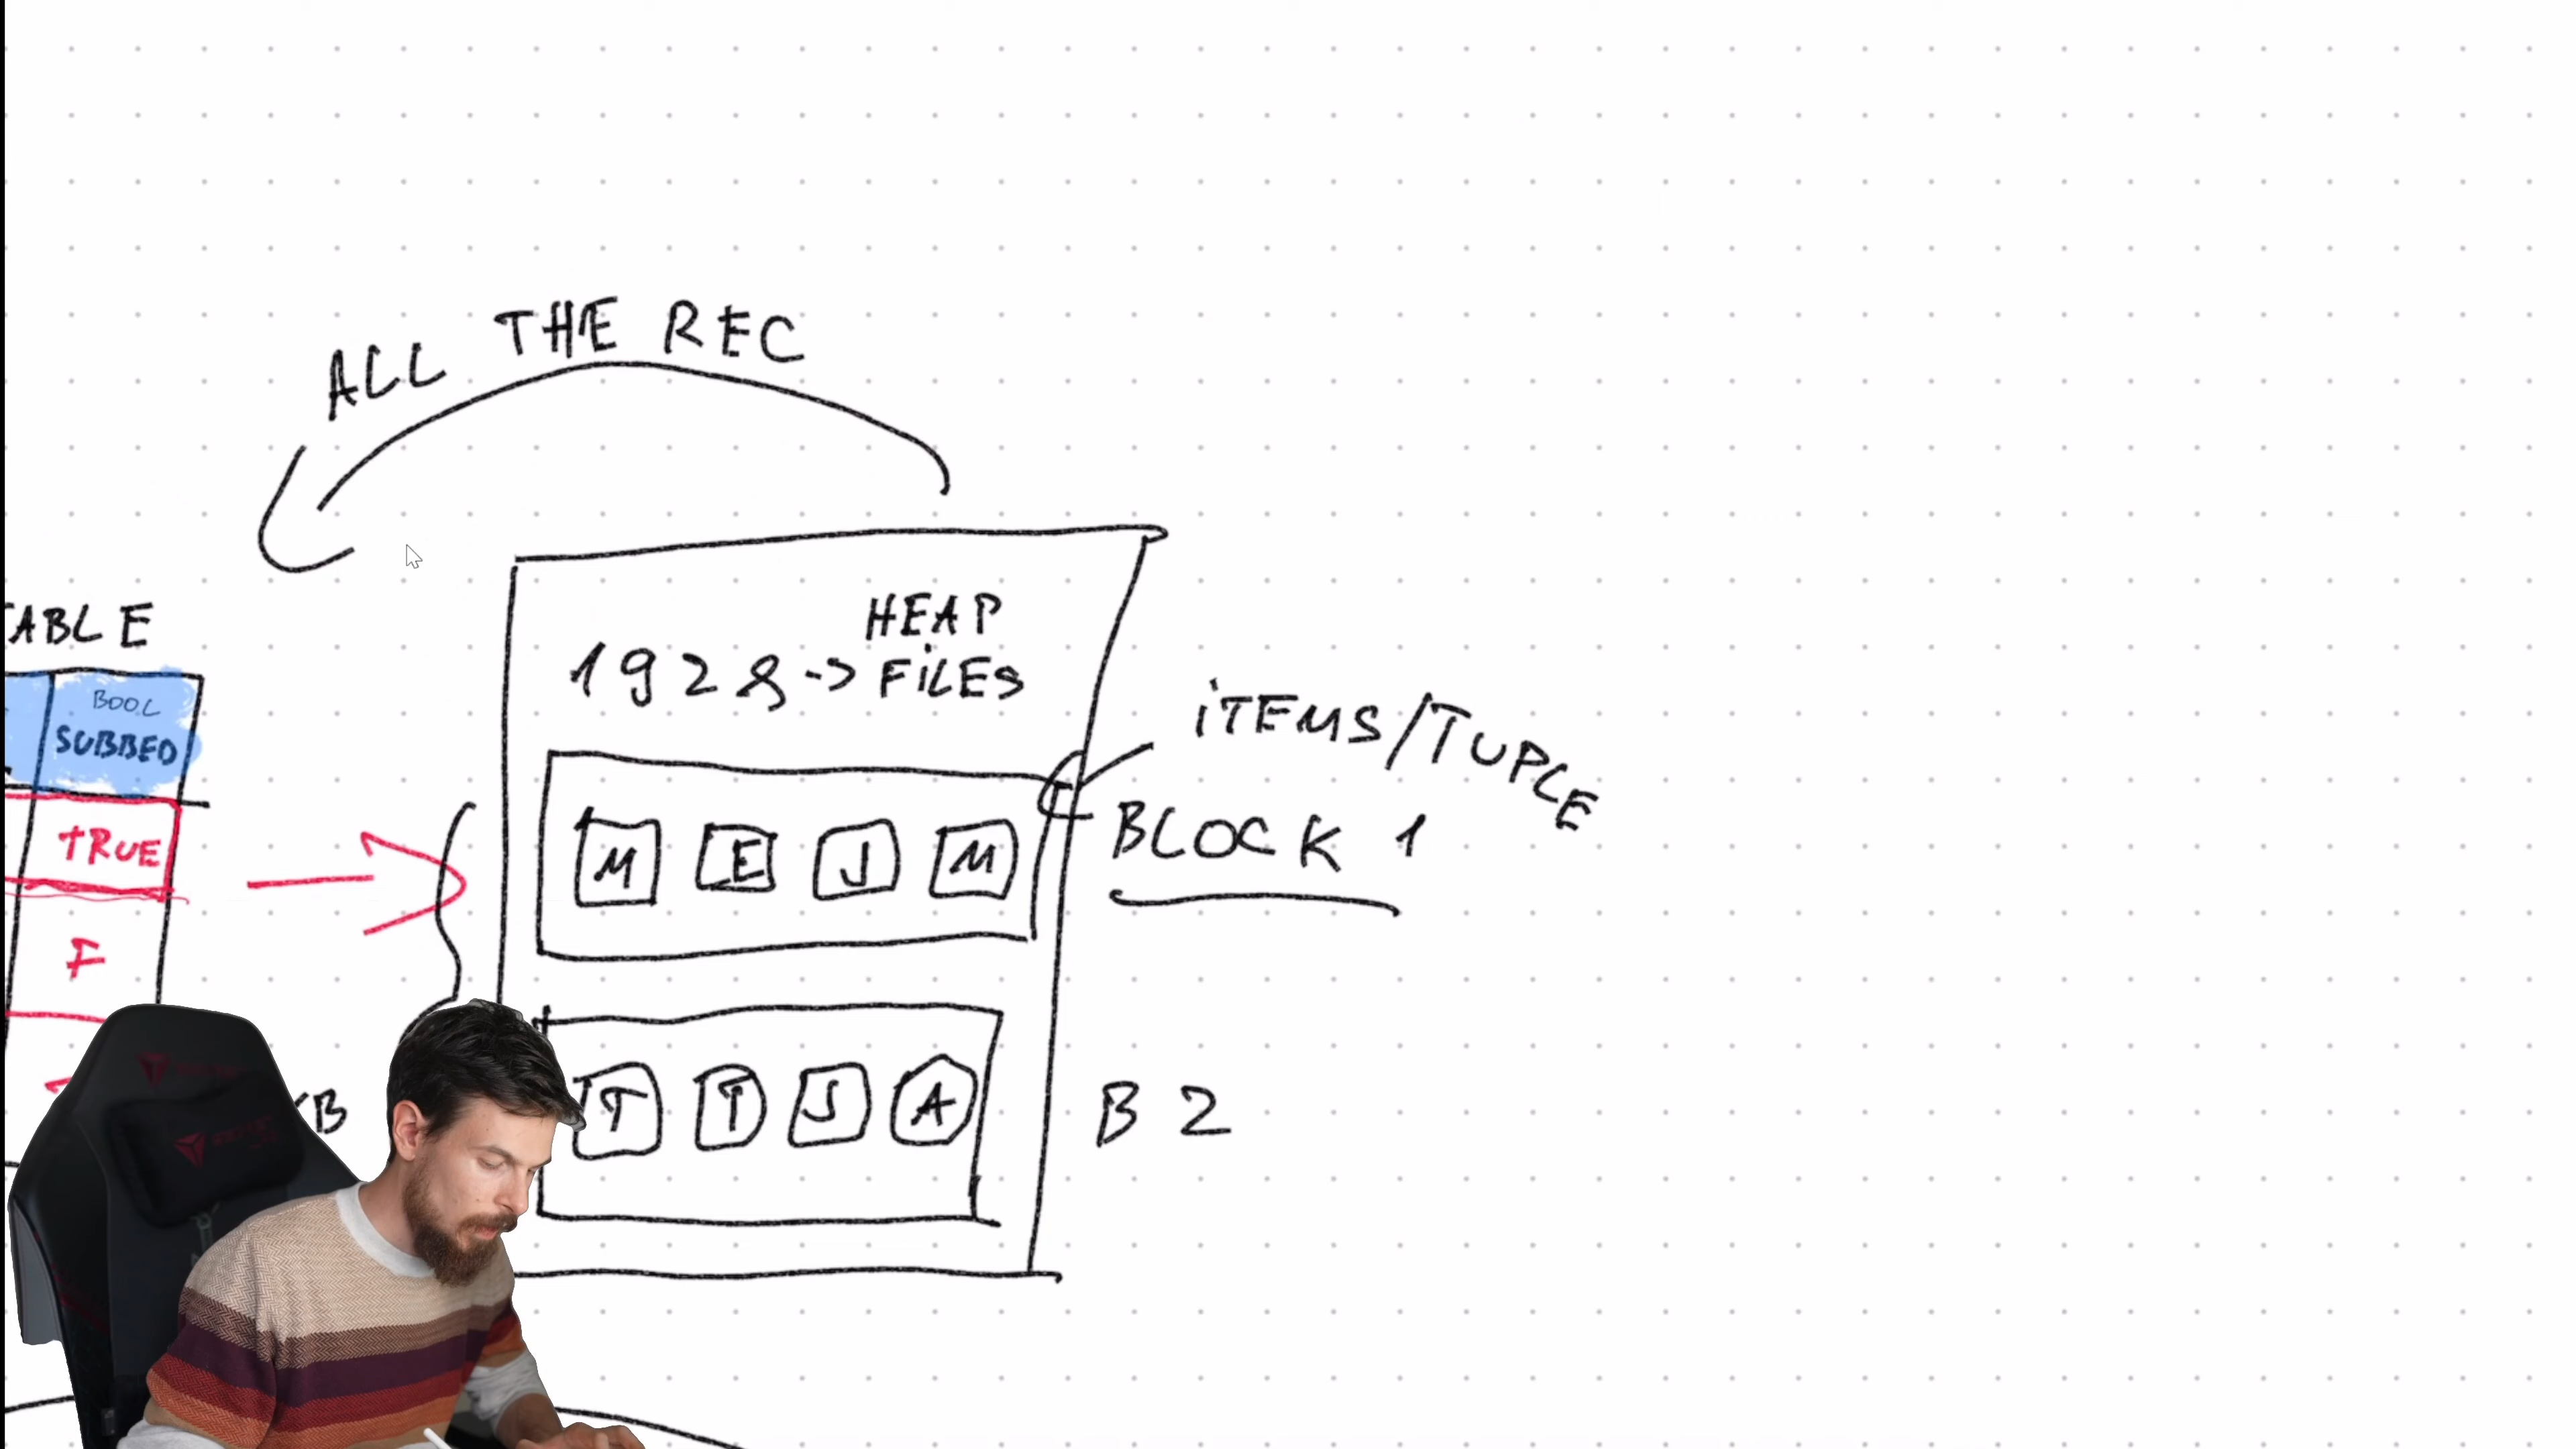 ALL THE REC
HEAP
1928 -> FiLES
ABLE
BOOL
SUBBED
iTEMS/TUPLE
TRUE
M E J M
BLOCK 1
F
B
T T J A
B 2